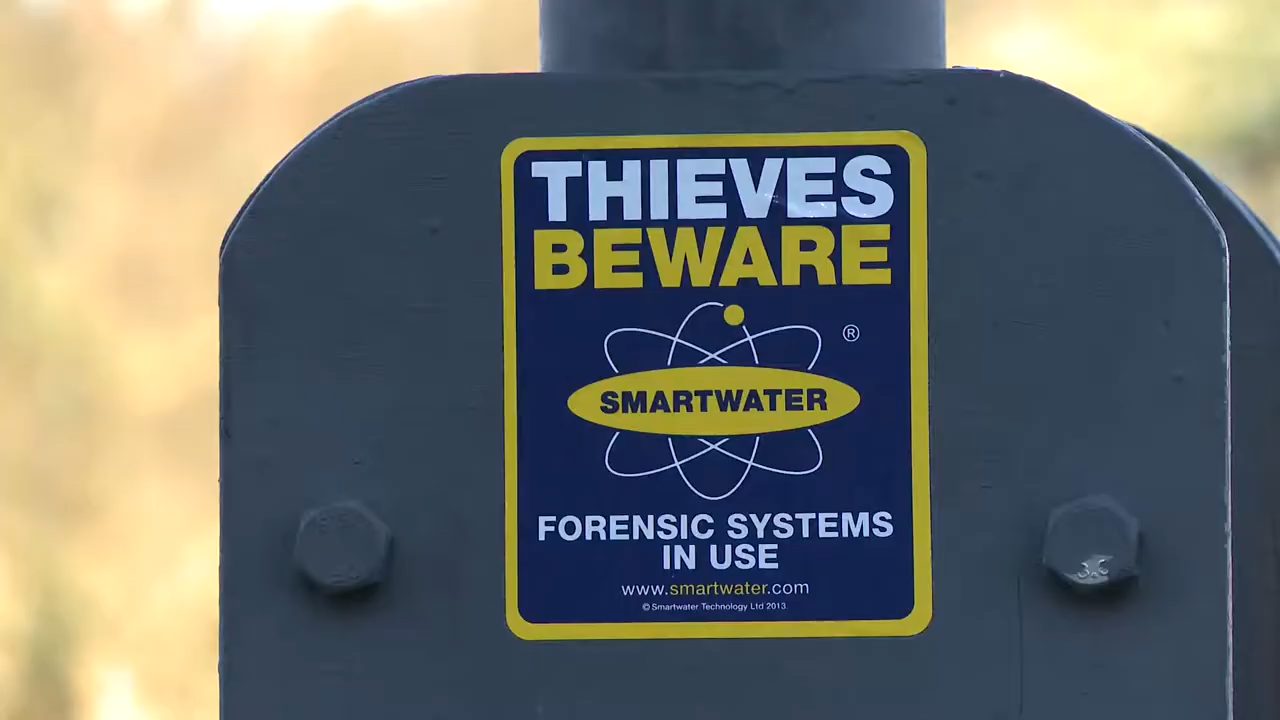 THIEVES
BEWARE
®
SMARTWATER
FORENSIC SYSTEMS
IN USE
www.smartwater.com
© Smartwater Technology Ltd 2013